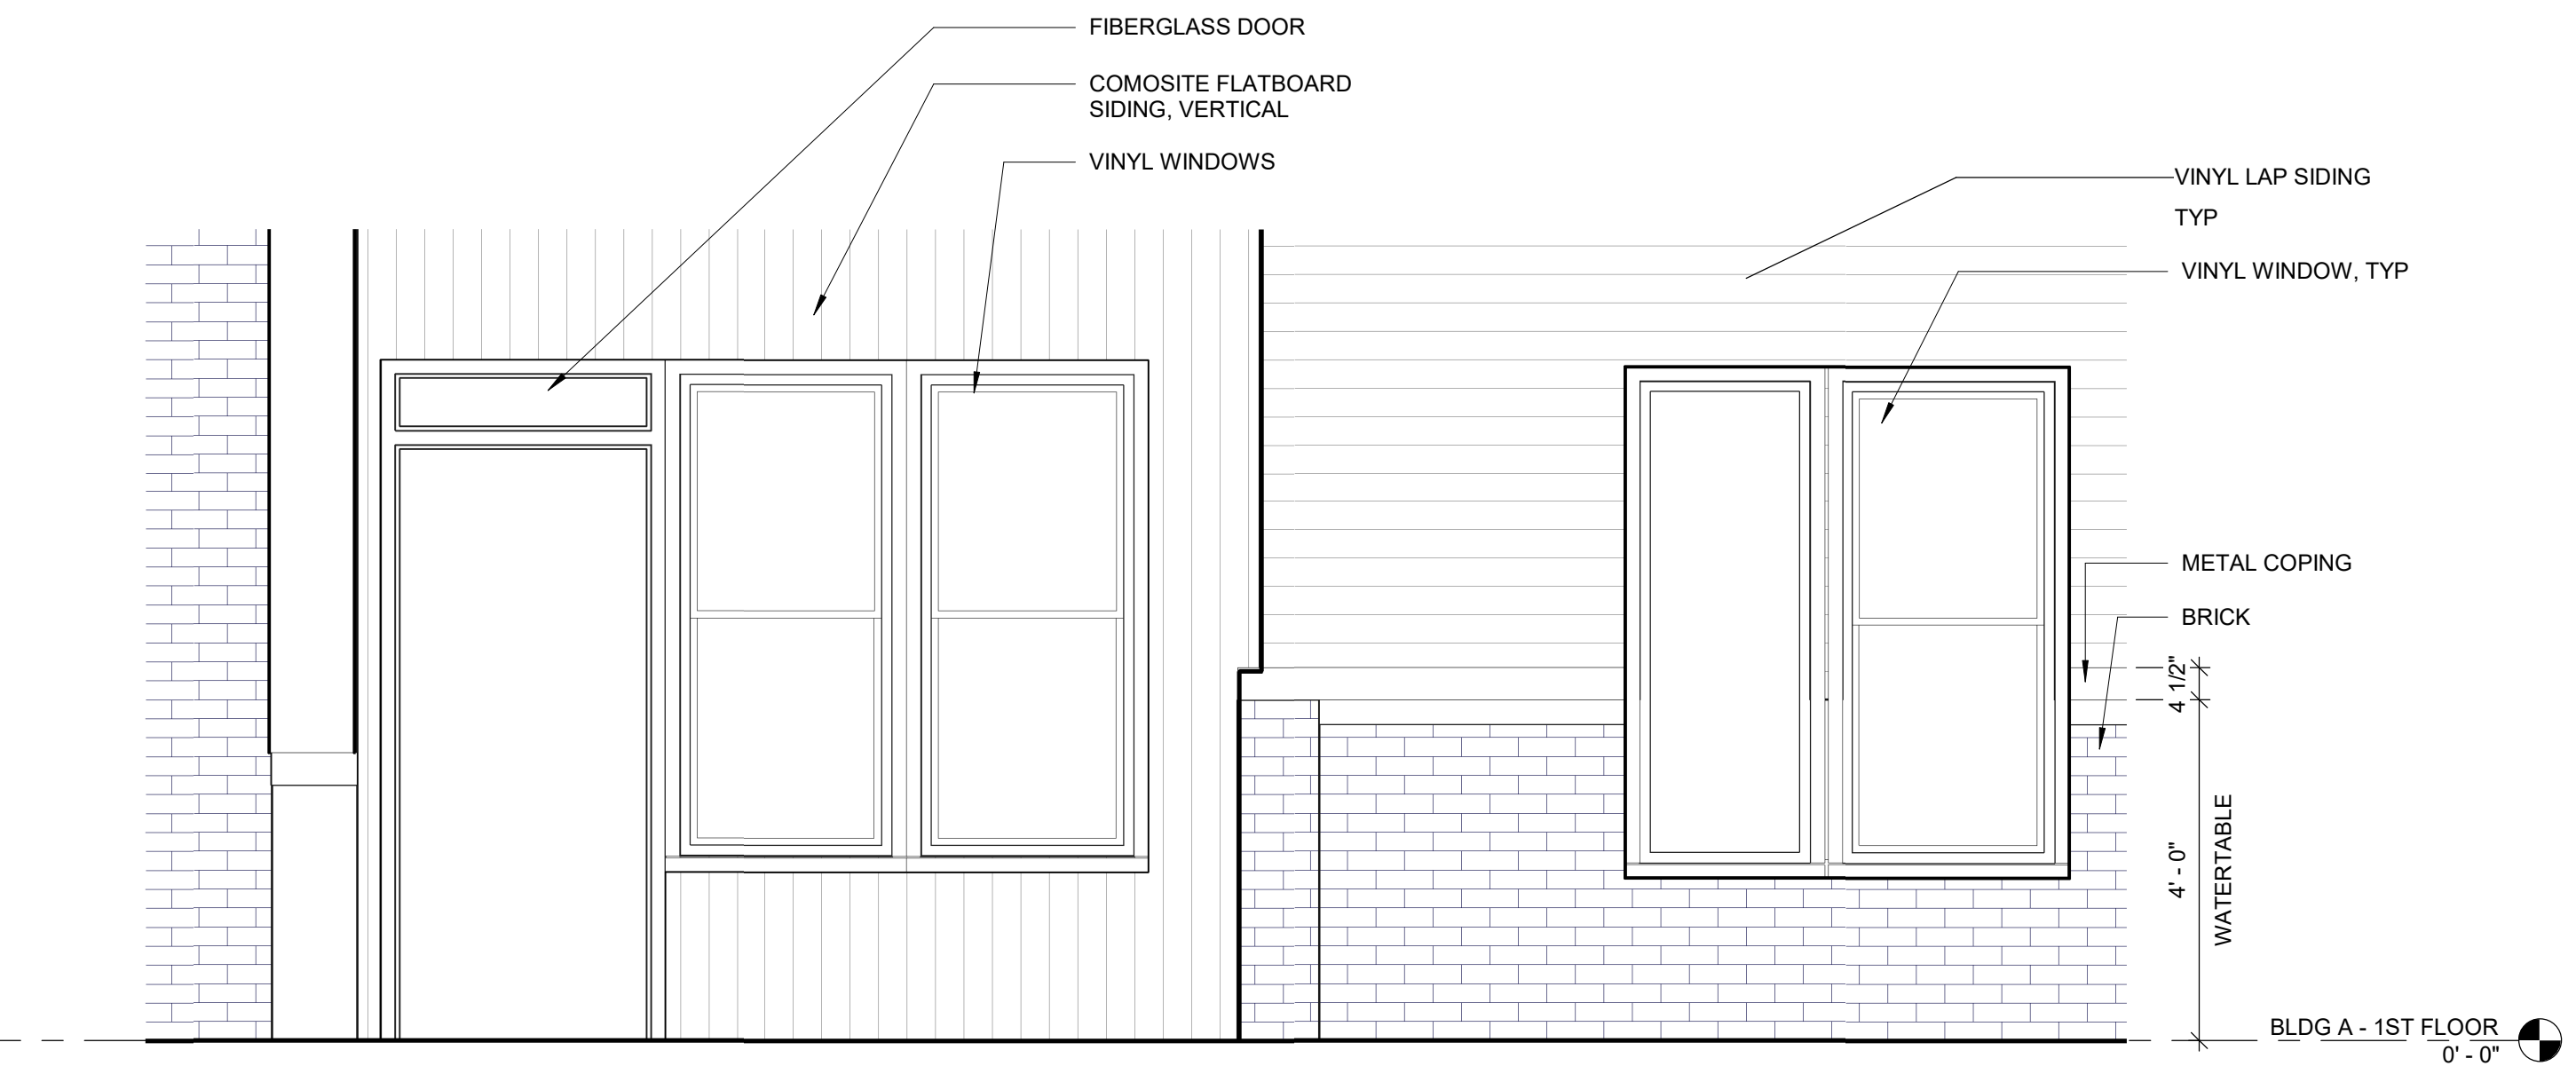 FIBERGLASS DOOR
COMOSITE FLATBOARD
SIDING, VERTICAL
VINYL WINDOWS
VINYL LAP SIDING
TYP
VINYL WINDOW, TYP
METAL COPING
BRICK
4 1/2"
4' - 0"
WATERTABLE
BLDG A - 1ST FLOOR
0' - 0"